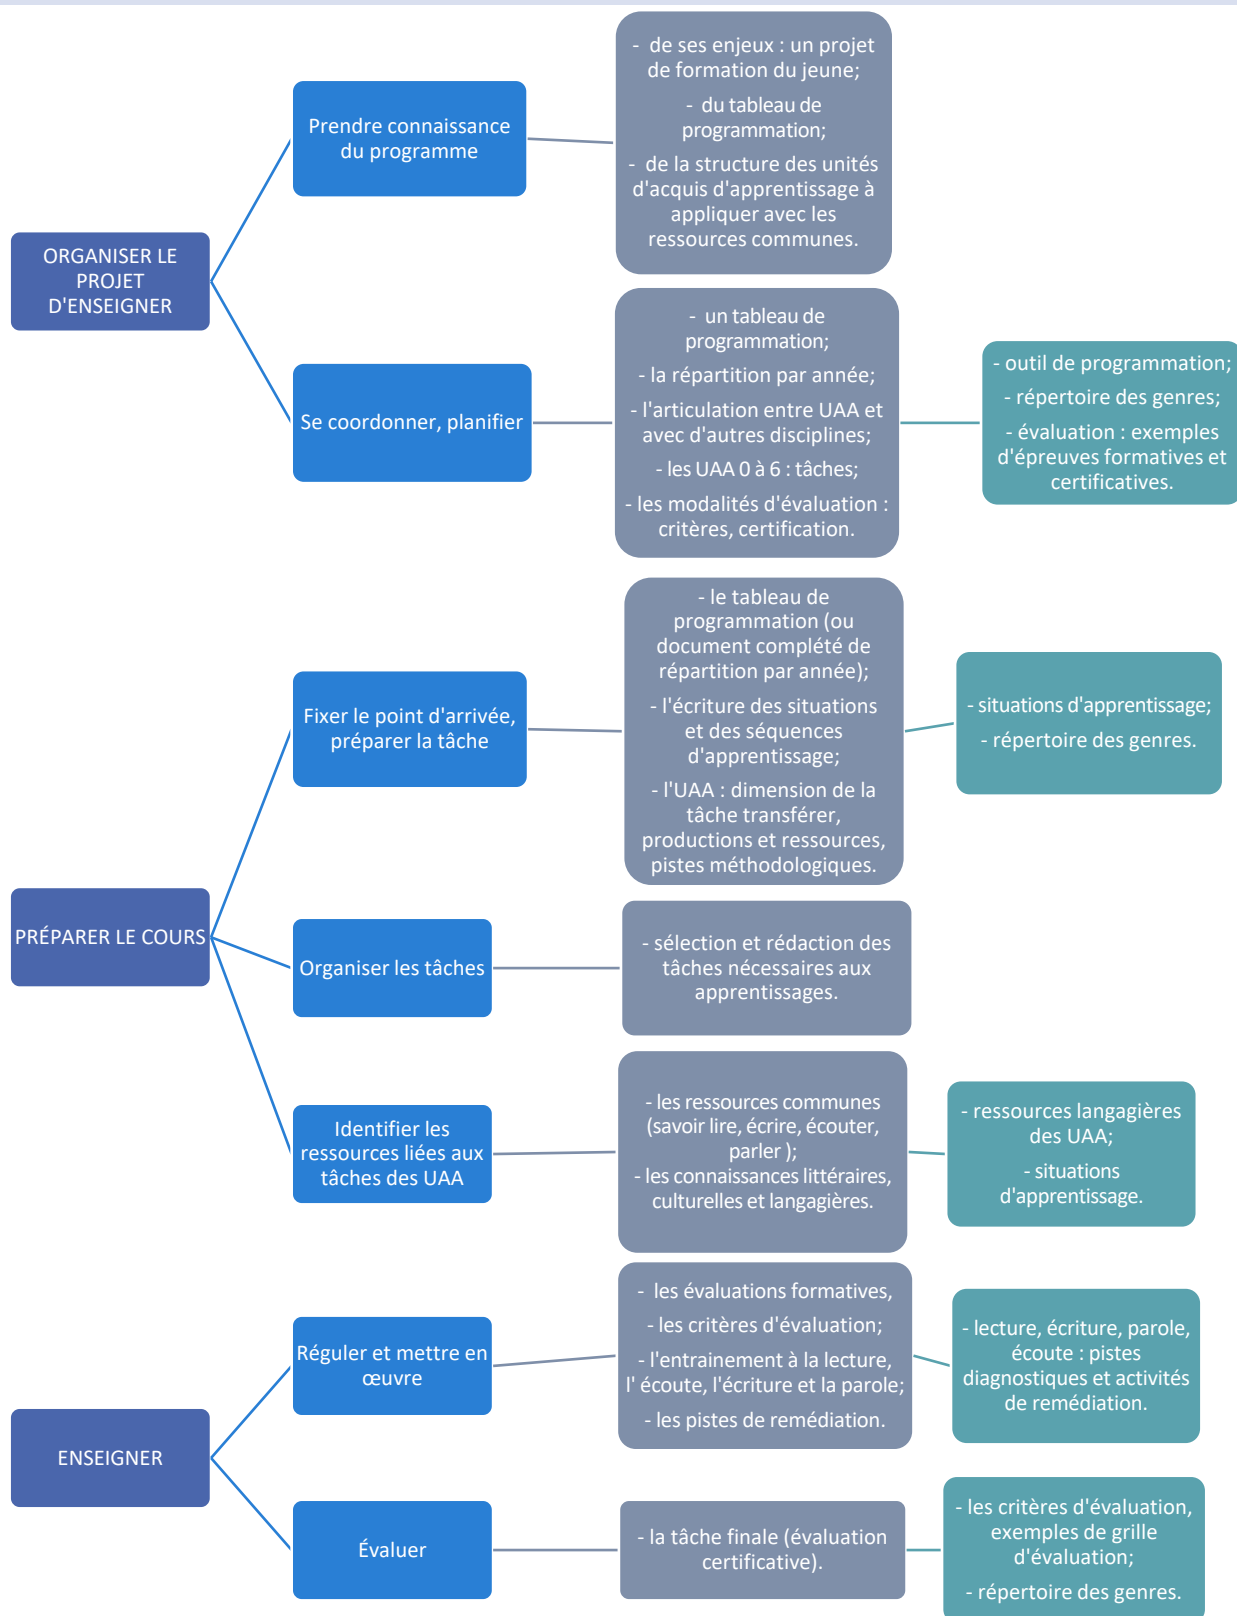 ORGANISER LE
PROJET
D'ENSEIGNER
Prendre connaissance
du programme
- de ses enjeux : un projet
de formation du jeune;
- du tableau de
programmation;
- de la structure des unités
d'acquis d'apprentissage à
appliquer avec les
ressources communes.
Se coordonner, planifier
- un tableau de
programmation;
- la répartition par année;
- l'articulation entre UAA et
avec d'autres disciplines;
- les UAA 0 à 6 : tâches;
- les modalités d'évaluation :
critères, certification.
- outil de programmation;
- répertoire des genres;
- évaluation : exemples
d'épreuves formatives et
certificatives.
PRÉPARER LE COURS
Fixer le point d'arrivée,
préparer la tâche
- le tableau de
programmation (ou
document complété de
répartition par année);
- l'écriture des situations
et des séquences
d'apprentissage;
- l'UAA : dimension de la
tâche transférer,
productions et ressources,
pistes méthodologiques.
- situations d'apprentissage;
- répertoire des genres.
Organiser les tâches
- sélection et rédaction des
tâches nécessaires aux
apprentissages.
Identifier les
ressources liées aux
tâches des UAA
- les ressources communes
(savoir lire, écrire, écouter,
parler );
- les connaissances littéraires,
culturelles et langagières.
- ressources langagières
des UAA;
- situations
d'apprentissage.
ENSEIGNER
Réguler et mettre en
œuvre
- les évaluations formatives,
- les critères d'évaluation;
- l'entrainement à la lecture,
l' écoute, l'écriture et la parole;
- les pistes de remédiation.
- lecture, écriture, parole,
écoute : pistes
diagnostiques et activités
de remédiation.
Évaluer
- la tâche finale (évaluation
certificative).
- les critères d'évaluation,
exemples de grille
d'évaluation;
- répertoire des genres.